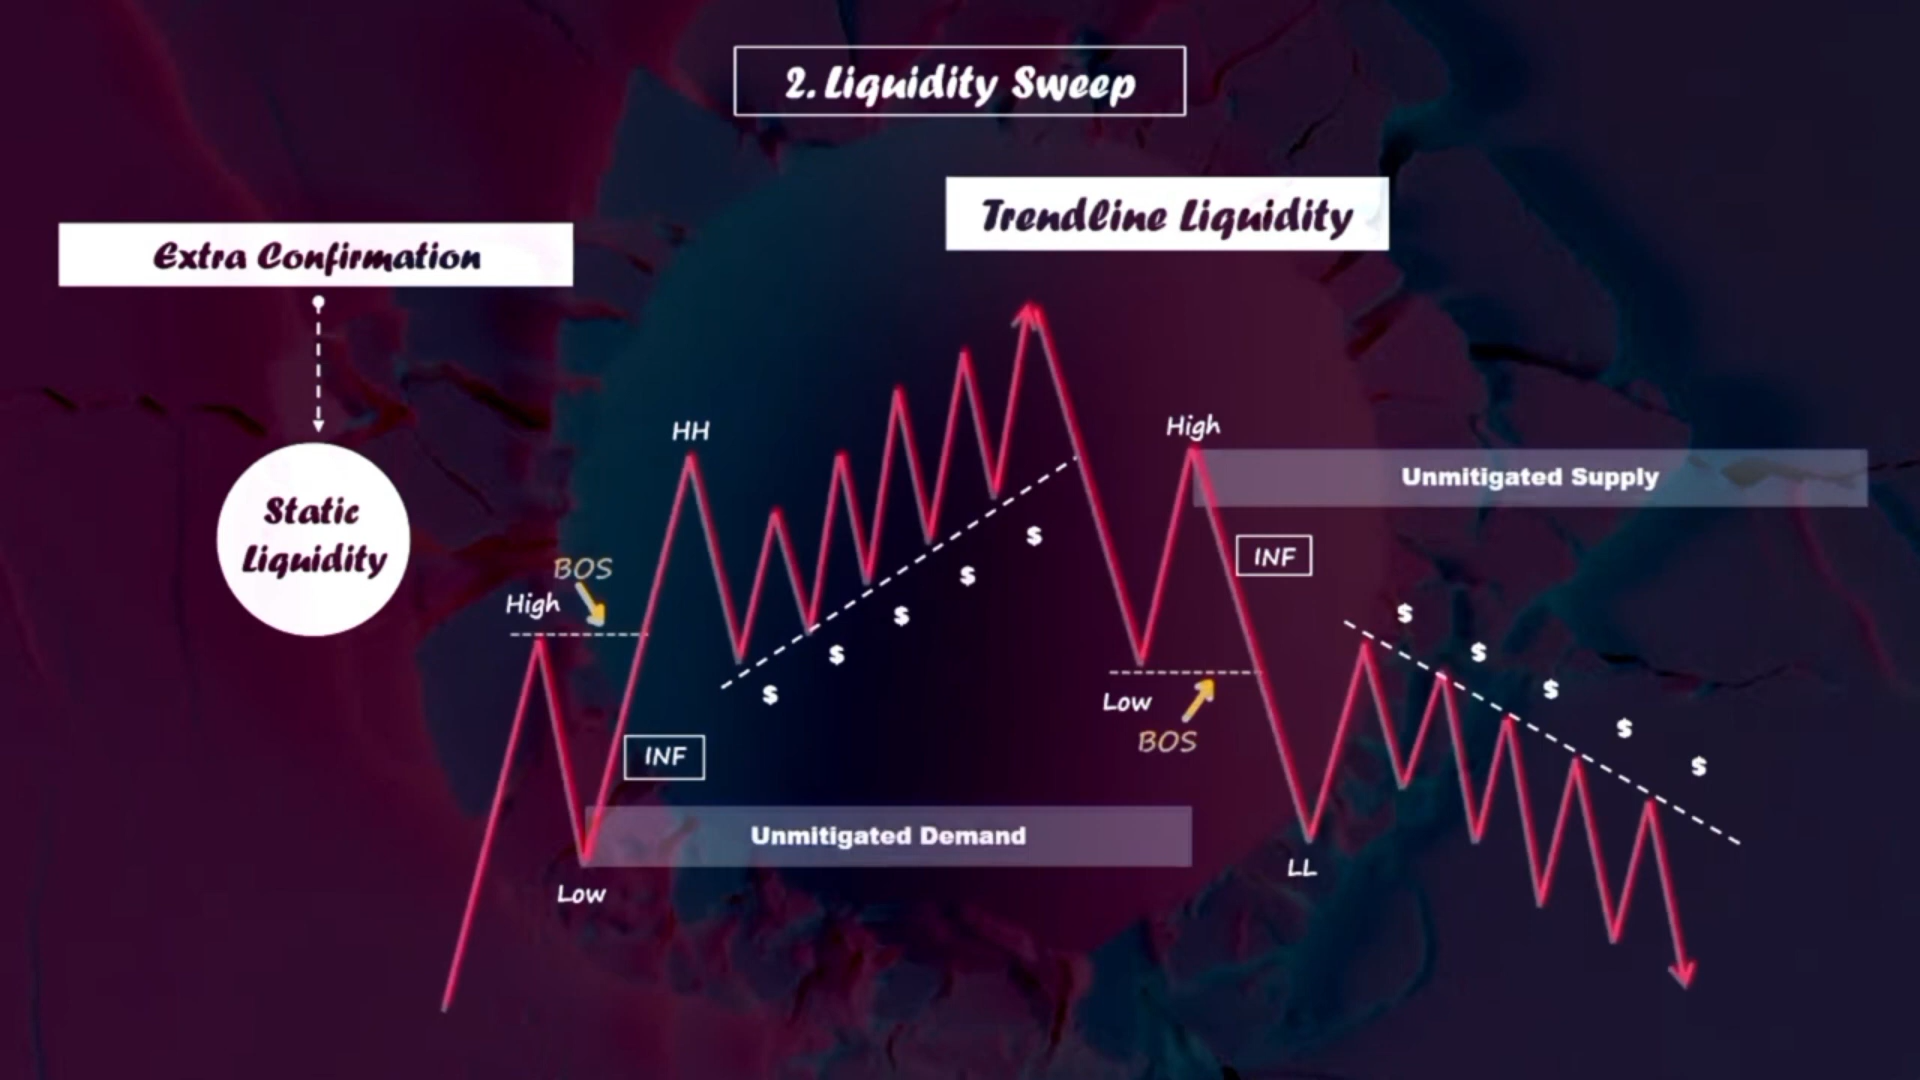 2. Liquidity Sweep
Trendline Liquidity
Extra Confirmation
Static
Liquidity
HH
High
BOS
High
Unmitigated Supply
INF
$
$
$
$
$
$
$
$
$
$
Low
BOS
INF
Unmitigated Demand
Low
LL